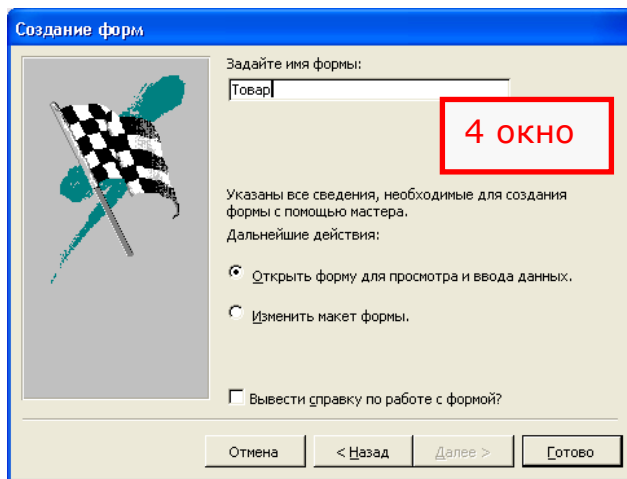 Создание форм
Задайте имя формы:
Товар
4 окно
Указаны все сведения, необходимые для создания
формы с помощью мастера.
Дальнейшие действия:
Открыть форму для просмотра и ввода данных.
Изменить макет формы.
Вывести справку по работе с формой?
Отмена < Назад Далее > Готово